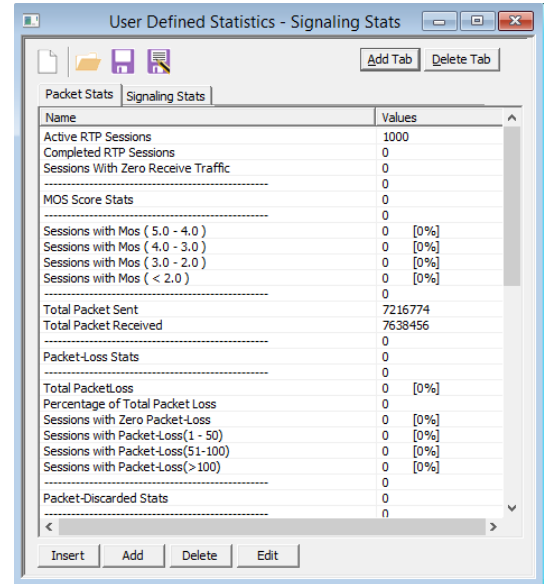 User Defined Statistics - Signaling Stats
Add Tab Delete Tab
Packet Stats Signaling Stats
Name Values
Active RTP Sessions 1000
Completed RTP Sessions 0
Sessions With Zero Receive Traffic 0
------------------------------------------------- 0
MOS Score Stats 0
------------------------------------------------- 0
Sessions with Mos ( 5.0 - 4.0 ) 0 [0%]
Sessions with Mos ( 4.0 - 3.0 ) 0 [0%]
Sessions with Mos ( 3.0 - 2.0 ) 0 [0%]
Sessions with Mos ( < 2.0 ) 0 [0%]
------------------------------------------------- 0
Total Packet Sent 7216774
Total Packet Received 7638456
------------------------------------------------- 0
Packet-Loss Stats 0
------------------------------------------------- 0
Total PacketLoss 0 [0%]
Percentage of Total Packet Loss 0
Sessions with Zero Packet-Loss 0 [0%]
Sessions with Packet-Loss(1 - 50) 0 [0%]
Sessions with Packet-Loss(51-100) 0 [0%]
Sessions with Packet-Loss(>100) 0 [0%]
------------------------------------------------- 0
Packet-Discarded Stats 0
------------------------------------------------- 0
Insert Add Delete Edit